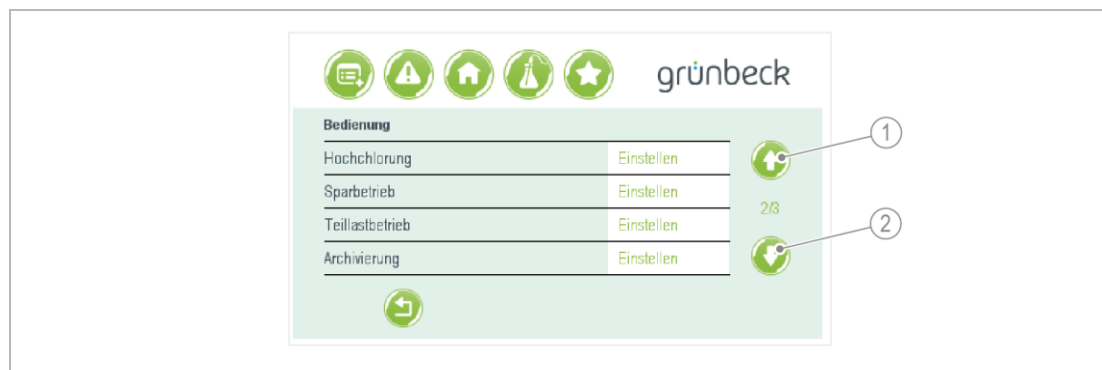 grünbeck
Bedienung
1
Hochchlorung Einstellen
Sparbetrieb Einstellen
2/3
Teillastbetrieb Einstellen
2
Archivierung Einstellen